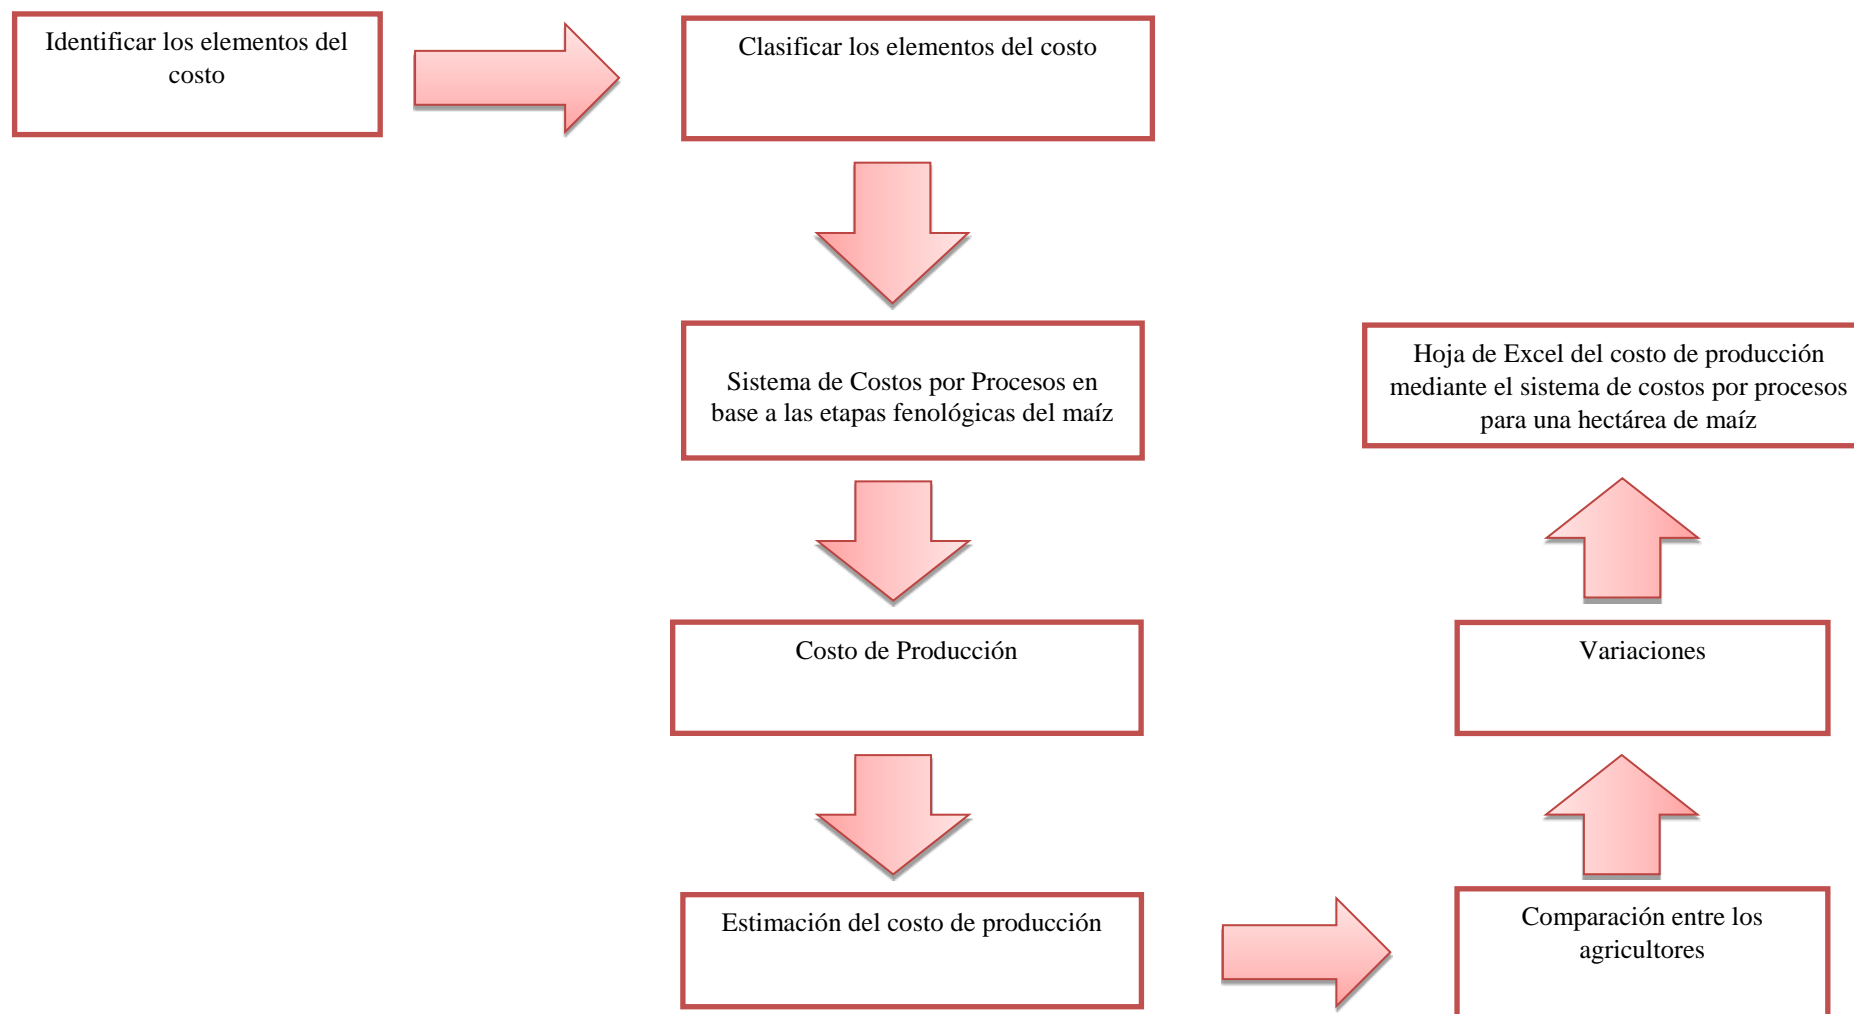 Identificar los elementos del
costo
Clasificar los elementos del costo
Sistema de Costos por Procesos en
base a las etapas fenológicas del maíz
Costo de Producción
Estimación del costo de producción
Comparación entre los
agricultores
Variaciones
Hoja de Excel del costo de producción
mediante el sistema de costos por procesos
para una hectárea de maíz